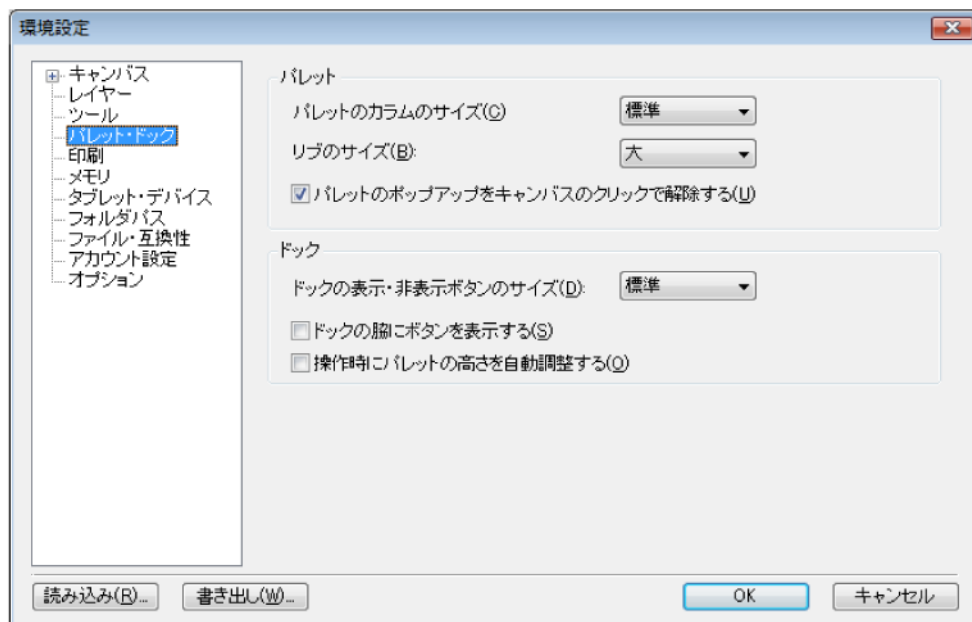 環境設定
キャンバス
レイヤー
ツール
パレット・ドック
印刷
メモリ
タブレット・デバイス
フォルダパス
ファイル・互換性
アカウント設定
オプション
パレット
パレットのカラムのサイズ(C) 標準
リブのサイズ(B): 大
パレットのポップアップをキャンバスのクリックで解除する(U)
ドック
ドックの表示・非表示ボタンのサイズ(D): 標準
ドックの脇にボタンを表示する(S)
操作時にパレットの高さを自動調整する(O)
読み込み(R)... 書き出し(W)... OK キャンセル